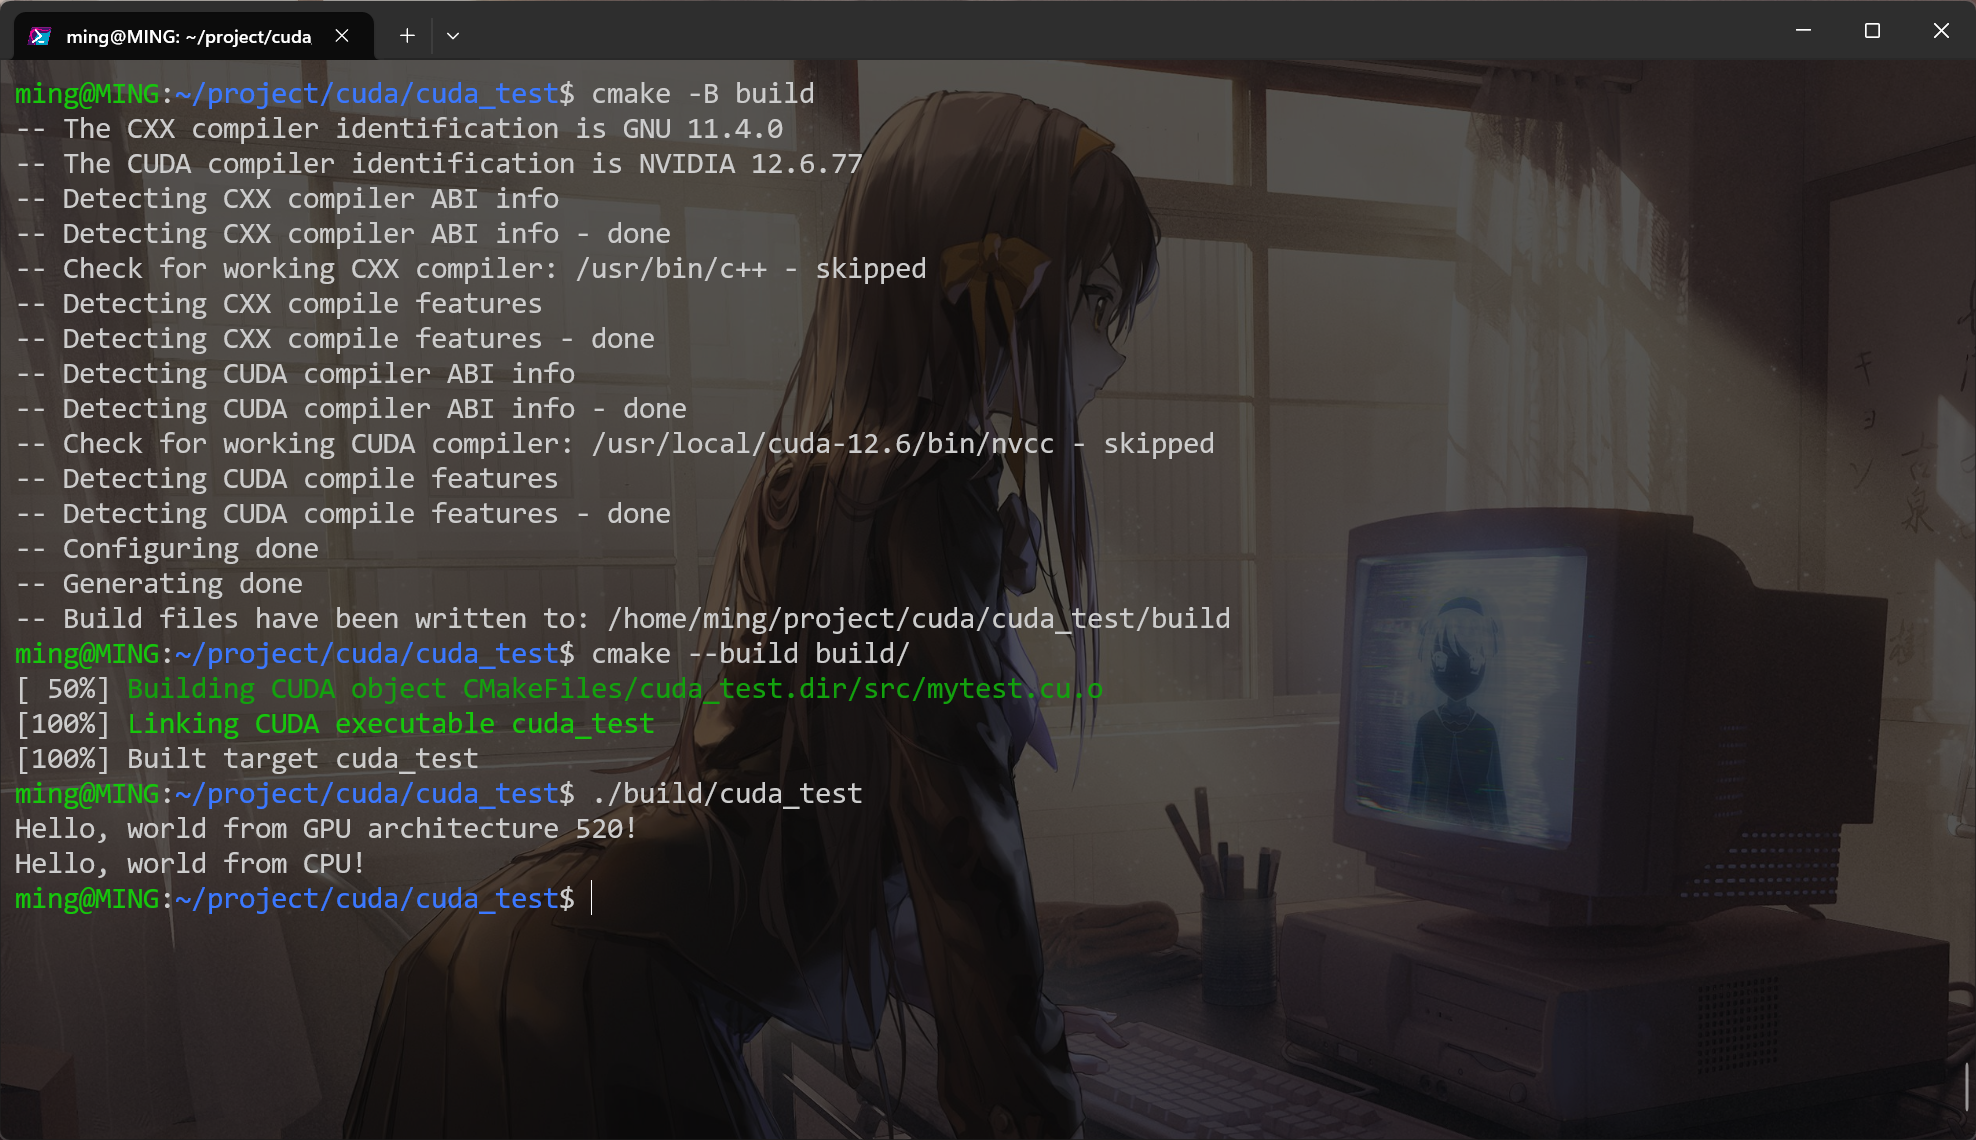 ming@MING: ~/project/cuda
ming@MING:~/project/cuda/cuda_test$ cmake -B build
-- The CXX compiler identification is GNU 11.4.0
-- The CUDA compiler identification is NVIDIA 12.6.77
-- Detecting CXX compiler ABI info
-- Detecting CXX compiler ABI info - done
-- Check for working CXX compiler: /usr/bin/c++ - skipped
-- Detecting CXX compile features
-- Detecting CXX compile features - done
-- Detecting CUDA compiler ABI info
-- Detecting CUDA compiler ABI info - done
-- Check for working CUDA compiler: /usr/local/cuda-12.6/bin/nvcc - skipped
-- Detecting CUDA compile features
-- Detecting CUDA compile features - done
-- Configuring done
-- Generating done
-- Build files have been written to: /home/ming/project/cuda/cuda_test/build
ming@MING:~/project/cuda/cuda_test$ cmake --build build/
[ 50%] Building CUDA object CMakeFiles/cuda_test.dir/src/mytest.cu.o
[100%] Linking CUDA executable cuda_test
[100%] Built target cuda_test
ming@MING:~/project/cuda/cuda_test$ ./build/cuda_test
Hello, world from GPU architecture 520!
Hello, world from CPU!
ming@MING:~/project/cuda/cuda_test$
キョン
古泉